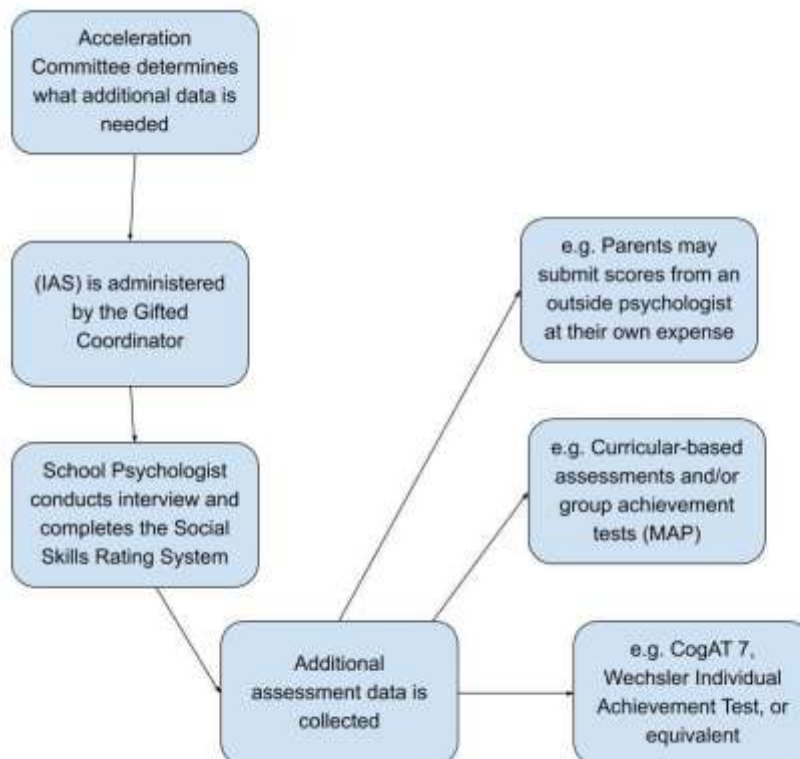 Acceleration
Committee determines
what additional data is
needed
(IAS) is administered
by the Gifted
Coordinator
School Psychologist
conducts interview and
completes the Social
Skills Rating System
Additional
assessment data is
collected
e.g. Parents may
submit scores from an
outside psychologist
at their own expense
e.g. Curricular-based
assessments and/or
group achievement
tests (MAP)
e.g. CogAT 7,
Wechsler Individual
Achievement Test, or
equivalent